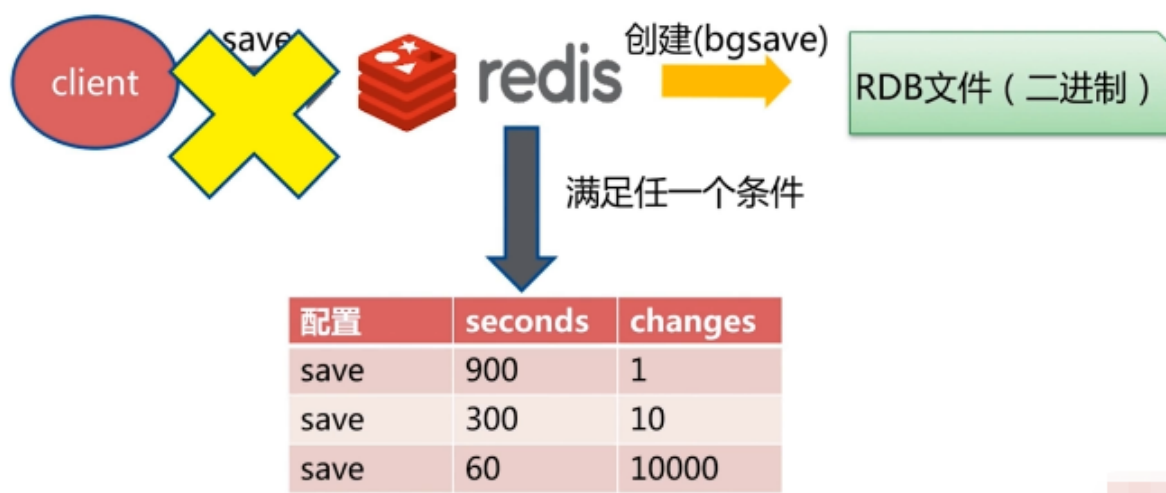 save
client
redis
创建(bgsave)
RDB文件（二进制）
满足任一个条件
配置 seconds changes
save 900 1
save 300 10
save 60 10000